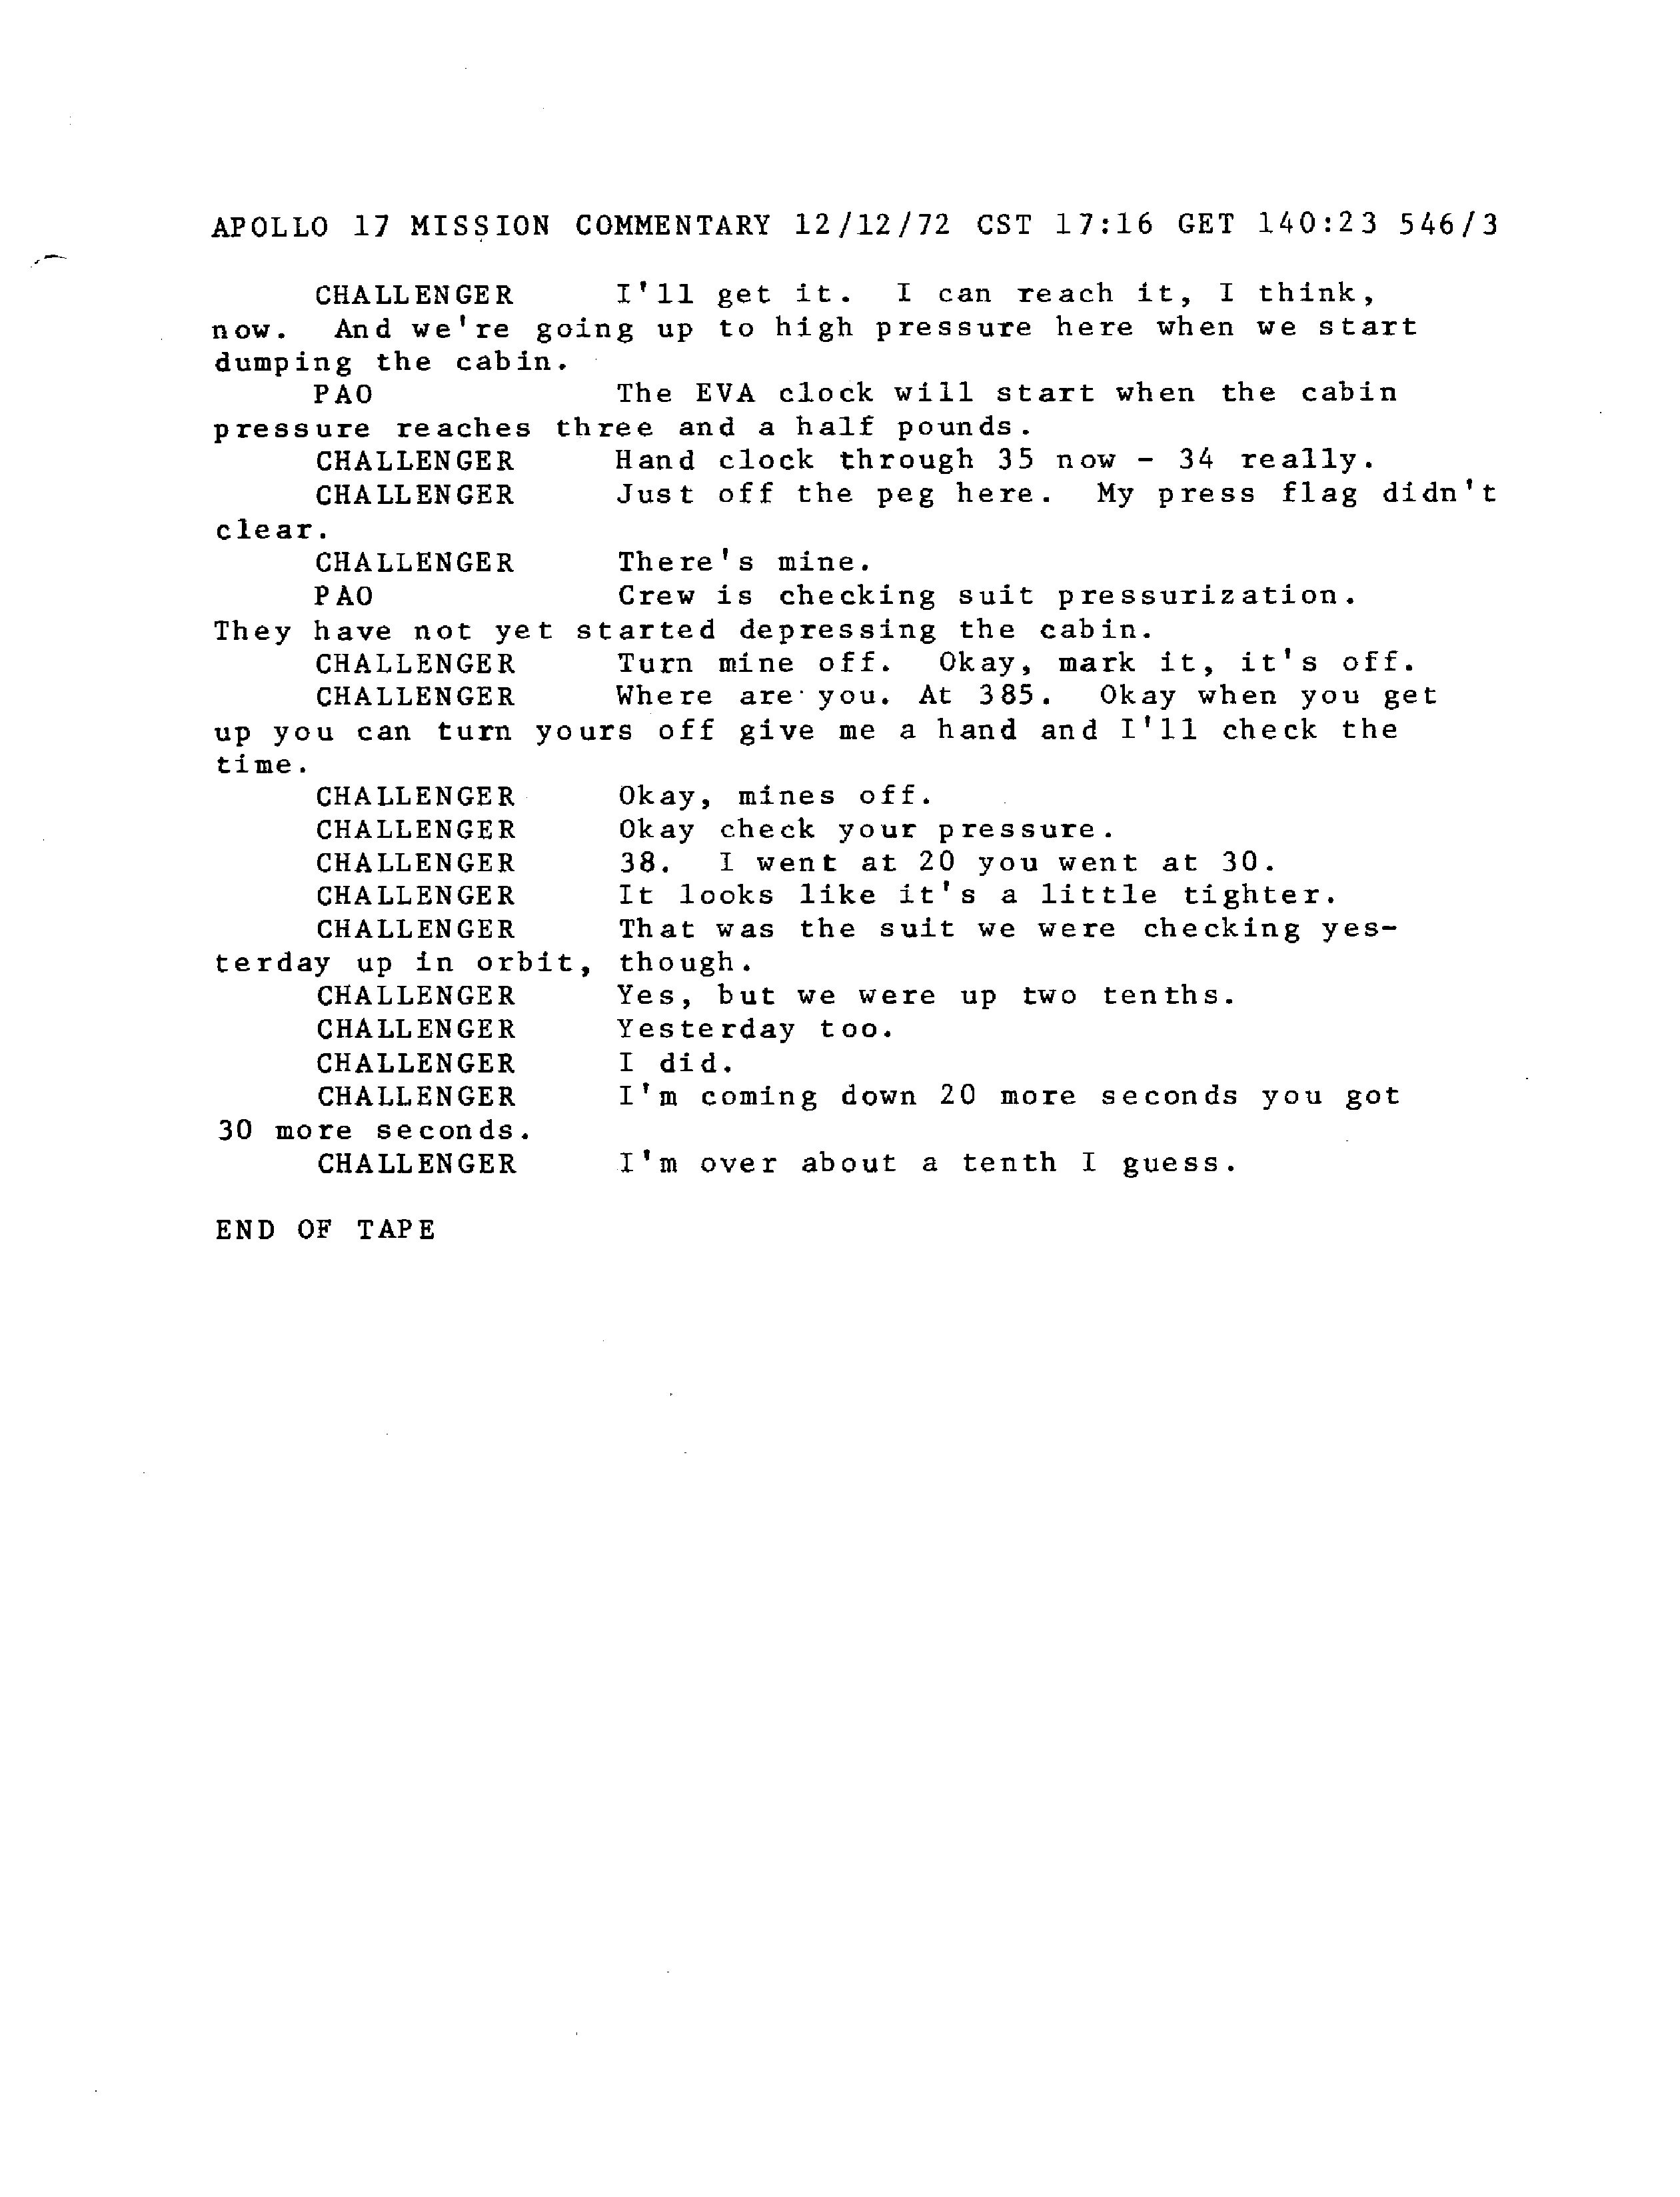 APOLLO 17 MISSION COMMENTARY 12/12/72 CST 17:16 GET 140:23 546/3
CHALLENGER I'll get it. I can reach it, I think,
now. And we're going up to high pressure here when we start
dumping the cabin.
PAO The EVA clock will start when the cabin
pressure reaches three and a half pounds.
CHALLENGER Hand clock through 35 now - 34 really.
CHALLENGER Just off the peg here. My press flag didn't
clear.
CHALLENGER There's mine.
PAO Crew is checking suit pressurization.
They have not yet started depressing the cabin.
CHALLENGER Turn mine off. Okay, mark it, it's off.
CHALLENGER Where are you. At 385. Okay when you get
up you can turn yours off give me a hand and I'll check the
time.
CHALLENGER Okay, mines off.
CHALLENGER Okay check your pressure.
CHALLENGER 38. I went at 20 you went at 30.
CHALLENGER It looks like it's a little tighter.
CHALLENGER That was the suit we were checking yes-
terday up in orbit, though.
CHALLENGER Yes, but we were up two tenths.
CHALLENGER Yesterday too.
CHALLENGER I did.
CHALLENGER I'm coming down 20 more seconds you got
30 more seconds.
CHALLENGER I'm over about a tenth I guess.
END OF TAPE